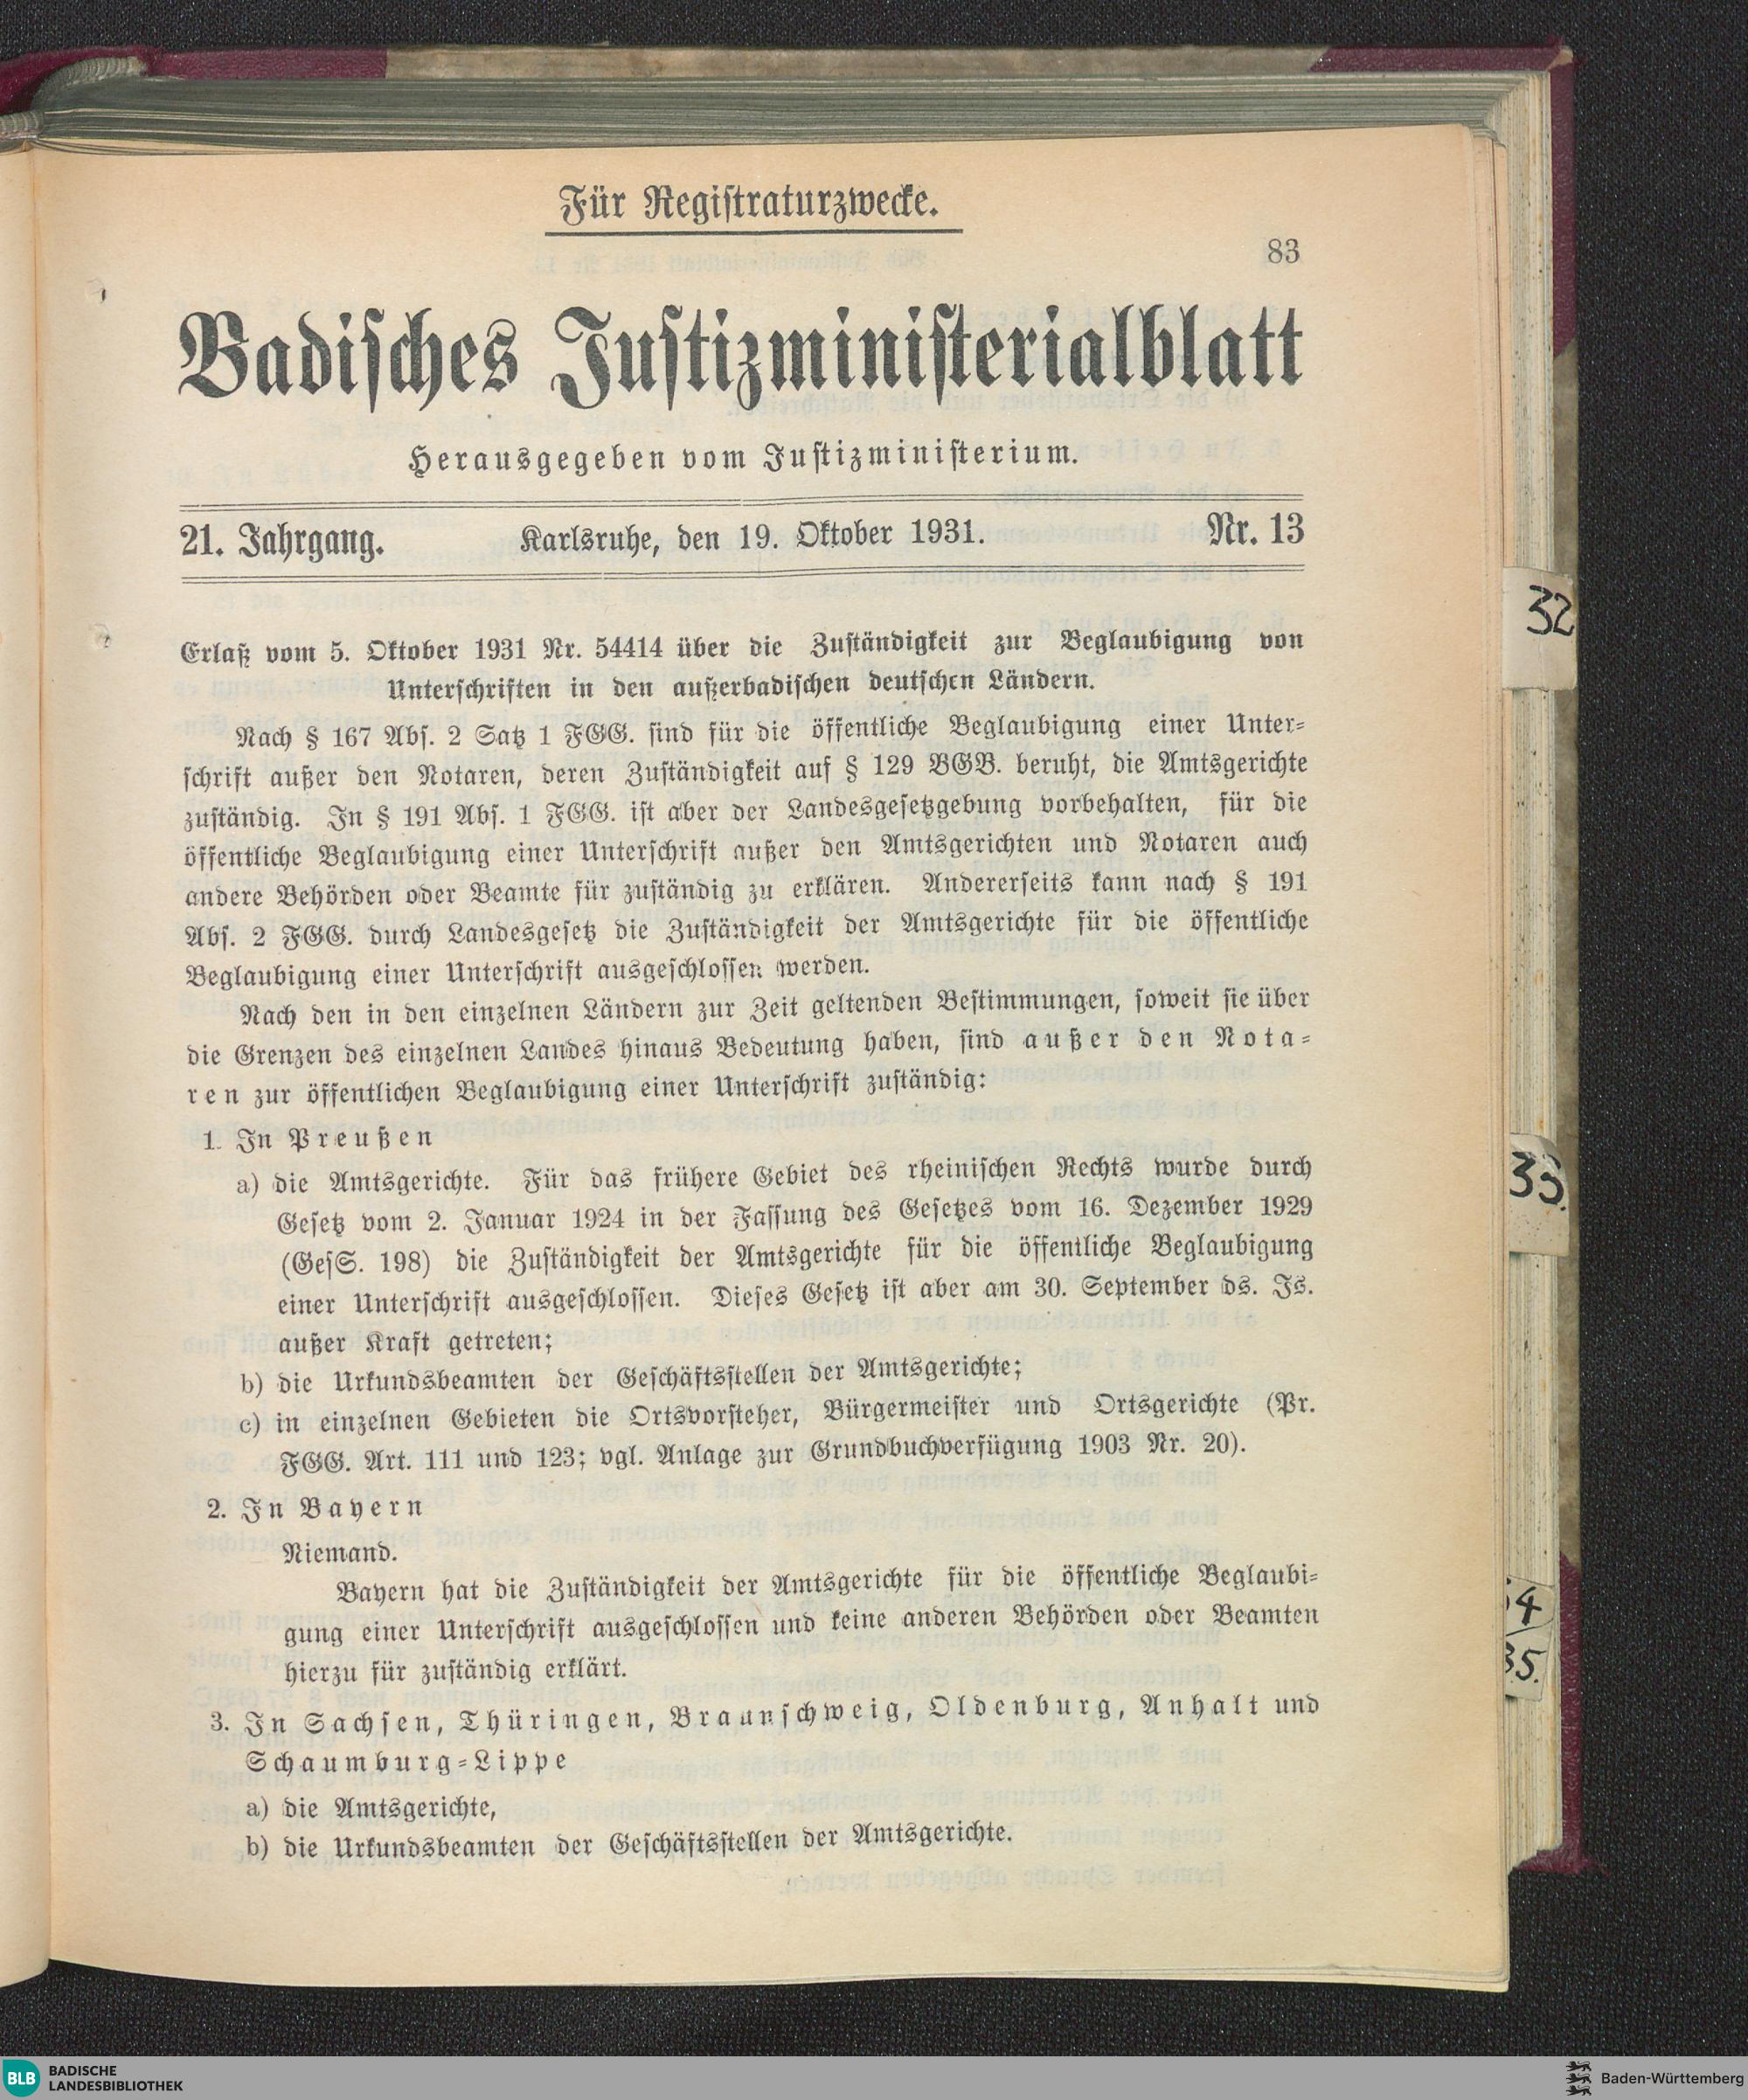 Für Registraturzwecke.
83
Badisches Justizministerialblatt
Herausgegeben vom Justizministerium.
21. Jahrgang. Karlsruhe, den 19. Oktober 1931. Nr. 13
Erlaß vom 5. Oktober 1931 Nr. 54414 über die Zuständigkeit zur Beglaubigung von
Unterschriften in den außerbadischen deutschen Ländern.
Nach § 167 Abs. 2 Satz 1 FGG. sind für die öffentliche Beglaubigung einer Unter-
schrift außer den Notaren, deren Zuständigkeit auf § 129 BGB. beruht, die Amtsgerichte
zuständig. In § 191 Abs. 1 FGG. ist aber der Landesgesetzgebung vorbehalten, für die
öffentliche Beglaubigung einer Unterschrift außer den Amtsgerichten und Notaren auch
andere Behörden oder Beamte für zuständig zu erklären. Andererseits kann nach § 191
Abs. 2 FGG. durch Landesgesetz die Zuständigkeit der Amtsgerichte für die öffentliche
Beglaubigung einer Unterschrift ausgeschlossen werden.
Nach den in den einzelnen Ländern zur Zeit geltenden Bestimmungen, soweit sie über
die Grenzen des einzelnen Landes hinaus Bedeutung haben, sind außer den Nota-
ren zur öffentlichen Beglaubigung einer Unterschrift zuständig:
1. In Preußen
a) die Amtsgerichte. Für das frühere Gebiet des rheinischen Rechts wurde durch
Gesetz vom 2. Januar 1924 in der Fassung des Gesetzes vom 16. Dezember 1929
(GesS. 198) die Zuständigkeit der Amtsgerichte für die öffentliche Beglaubigung
einer Unterschrift ausgeschlossen. Dieses Gesetz ist aber am 30. September ds. Js.
außer Kraft getreten;
b) die Urkundsbeamten der Geschäftsstellen der Amtsgerichte;
c) in einzelnen Gebieten die Ortsvorsteher, Bürgermeister und Ortsgerichte (Pr.
FGG. Art. 111 und 123; vgl. Anlage zur Grundbuchverfügung 1903 Nr. 20).
2. In Bayern
Niemand.
Bayern hat die Zuständigkeit der Amtsgerichte für die öffentliche Beglaubi-
gung einer Unterschrift ausgeschlossen und keine anderen Behörden oder Beamten
hierzu für zuständig erklärt.
3. In Sachsen, Thüringen, Braunschweig, Oldenburg, Anhalt und
Schaumburg-Lippe
a) die Amtsgerichte,
b) die Urkundsbeamten der Geschäftsstellen der Amtsgerichte.
32
33.
BLB BADISCHE
LANDESBIBLIOTHEK
Baden-Württemberg